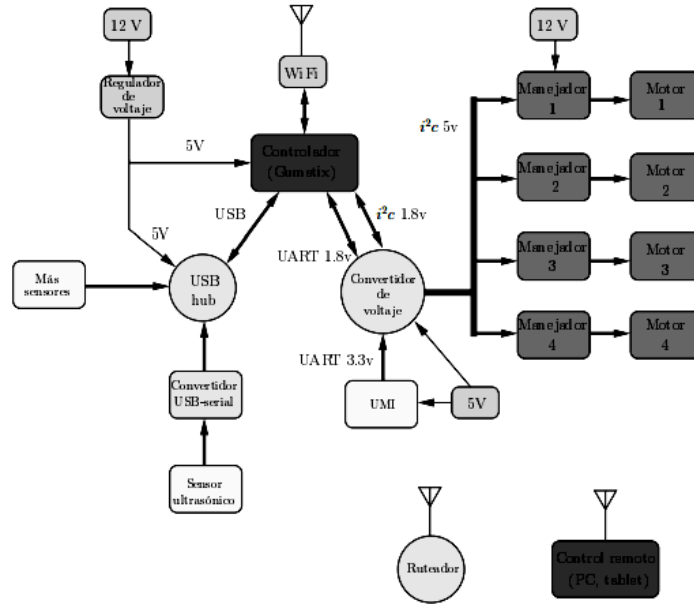 12 V
Regulador
de
voltaje
WiFi
5V
Controlador
(Gumstix)
USB
5V
i²c 1.8v
UART 1.8v
Más
sensores
USB
hub
Convertidor
de
voltaje
UART 3.3v
Convertidor
USB-serial
UMI
5V
Sensor
ultrasónico
12 V
i²c 5v
Manejador
1
Motor
1
Manejador
2
Motor
2
Manejador
3
Motor
3
Manejador
4
Motor
4
Ruteador
Control remoto
(PC, tablet)